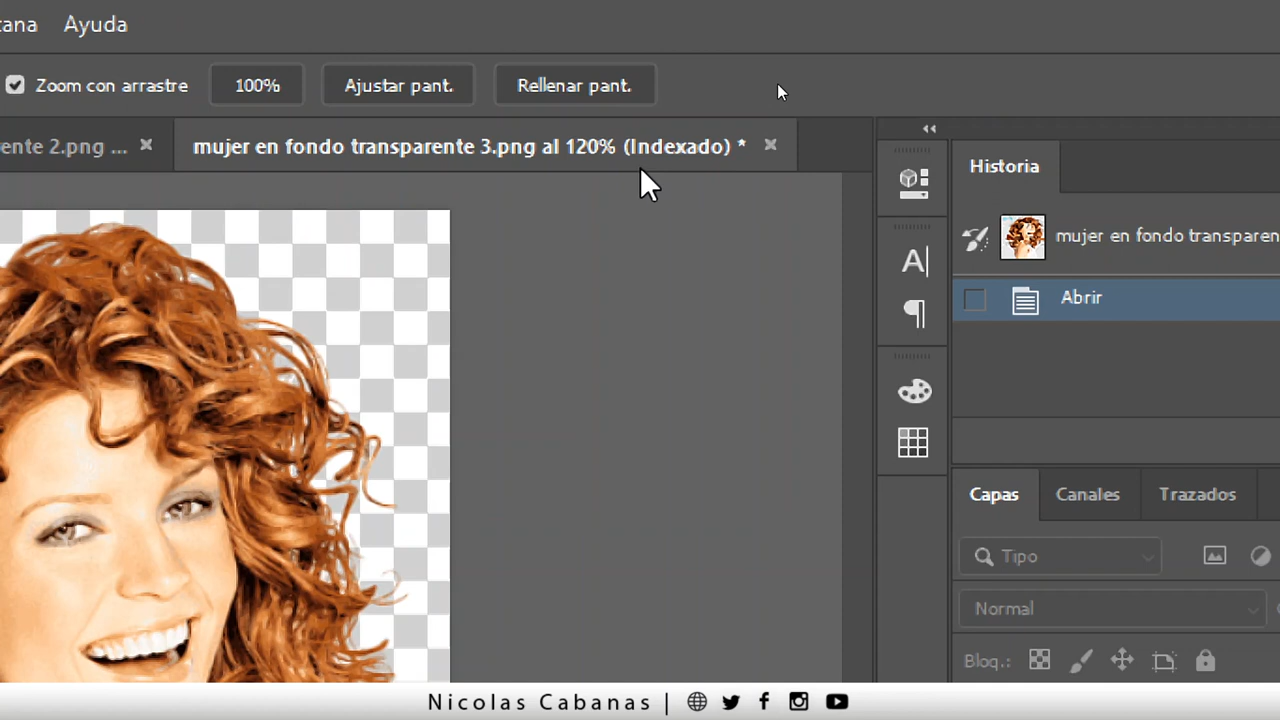 tana Ayuda
Zoom con arrastre 100% Ajustar pant. Rellenar pant.
ente 2.png ... × mujer en fondo transparente 3.png al 120% (Indexado) * ×
Historia
mujer en fondo transparen
Abrir
Capas Canales Trazados
Tipo
Normal
Bloq.:
Nicolas Cabanas |